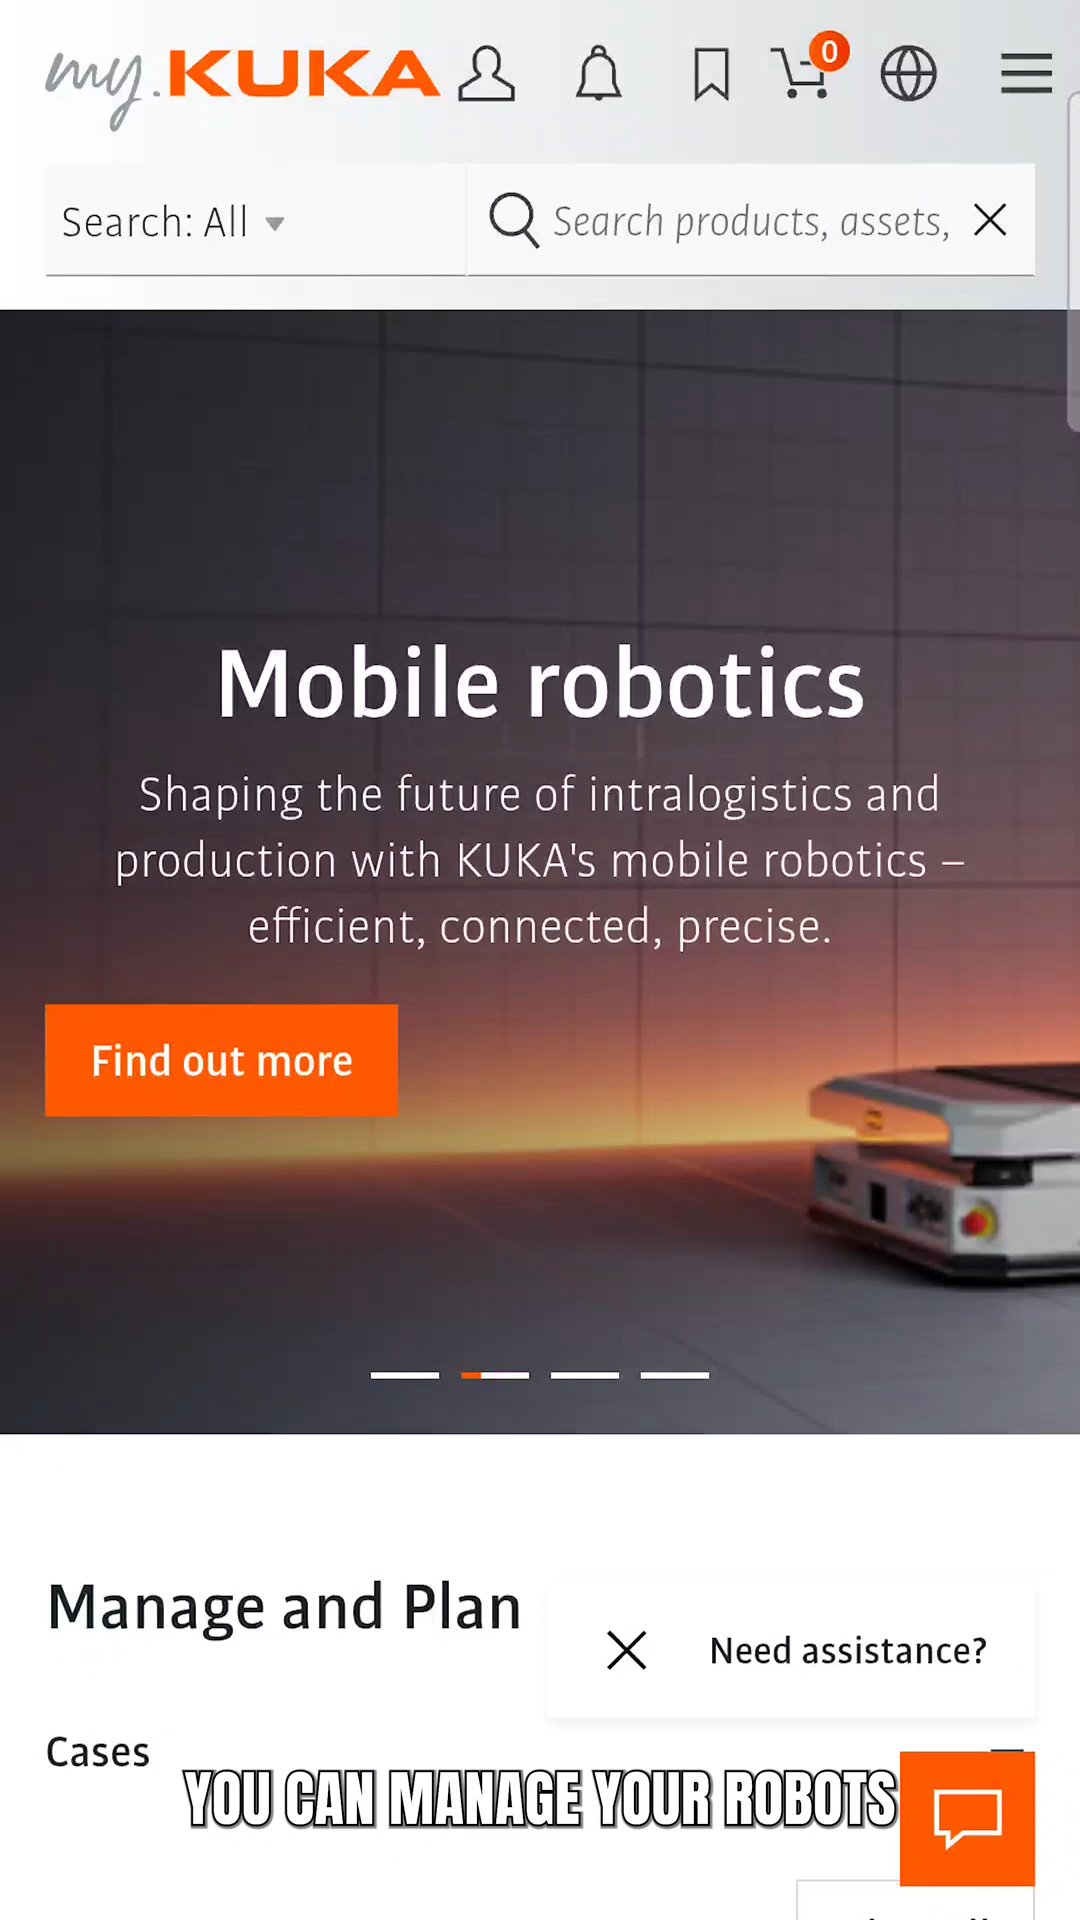 my.KUKA
0
Search: All
Search products, assets,
Mobile robotics
Shaping the future of intralogistics and
production with KUKA's mobile robotics –
efficient, connected, precise.
Find out more
Manage and Plan
Need assistance?
Cases
YOU CAN MANAGE YOUR ROBOTS